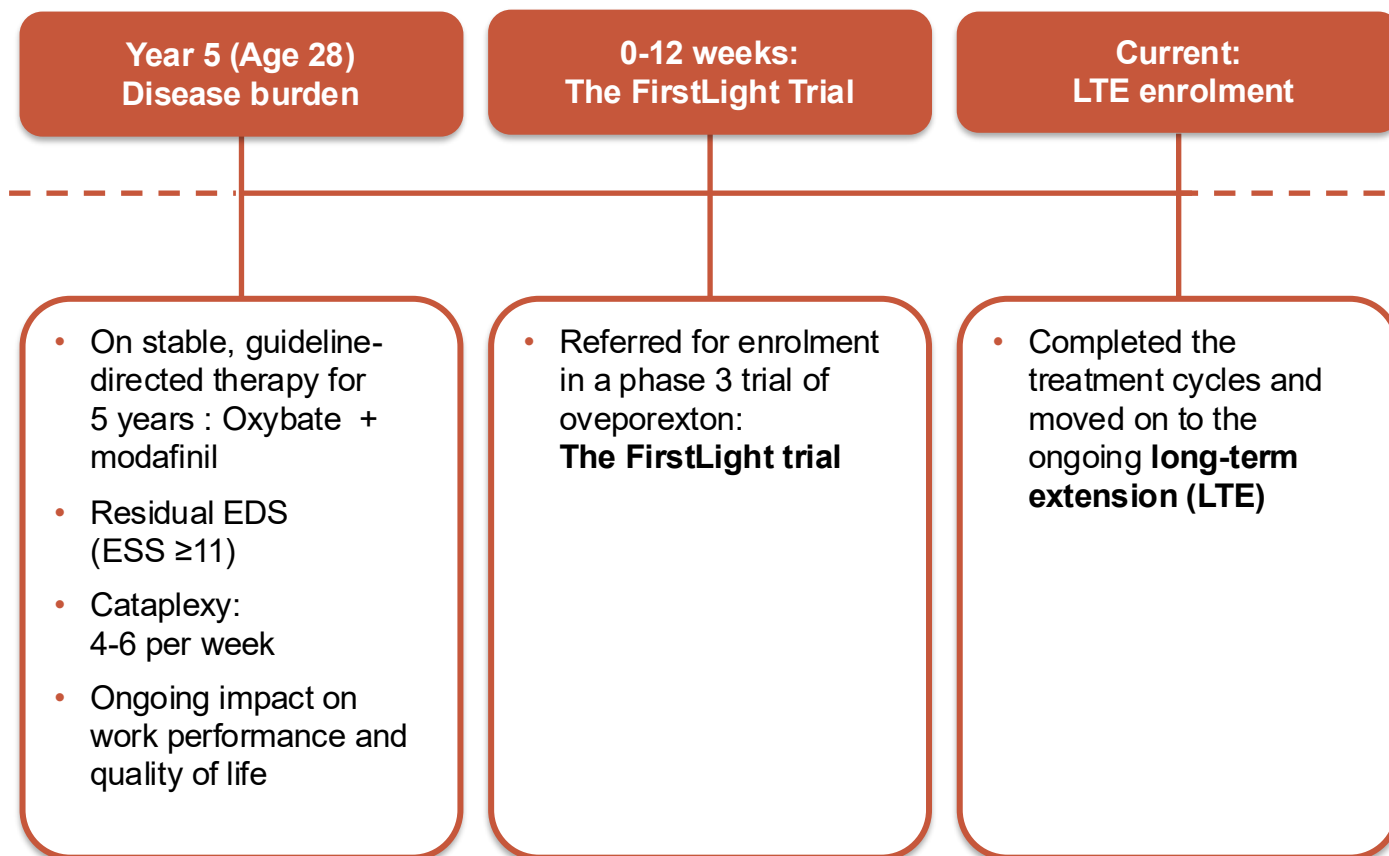 Year 5 (Age 28)
Disease burden
0-12 weeks:
The FirstLight Trial
Current:
LTE enrolment
• On stable, guideline-
directed therapy for
5 years : Oxybate +
modafinil
• Residual EDS
(ESS ≥11)
• Cataplexy:
4-6 per week
• Ongoing impact on
work performance and
quality of life
• Referred for enrolment
in a phase 3 trial of
oveporexton:
The FirstLight trial
• Completed the
treatment cycles and
moved on to the
ongoing long-term
extension (LTE)